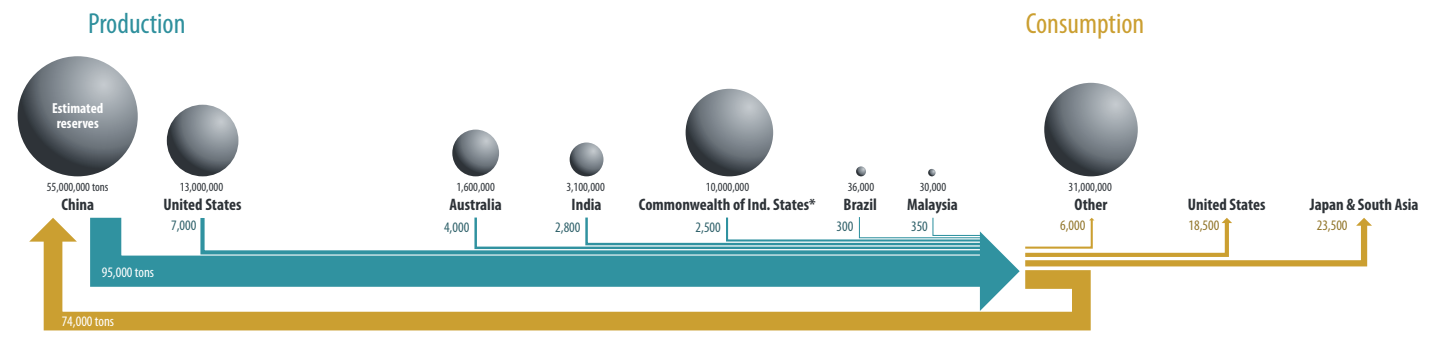 Production
Consumption
Estimated
reserves
55,000,000 tons
China
13,000,000
United States
1,600,000
Australia
3,100,000
India
10,000,000
Commonwealth of Ind. States*
36,000
Brazil
30,000
Malaysia
31,000,000
Other
United States
Japan & South Asia
7,000
4,000
2,800
2,500
300
350
6,000
18,500
23,500
95,000 tons
74,000 tons